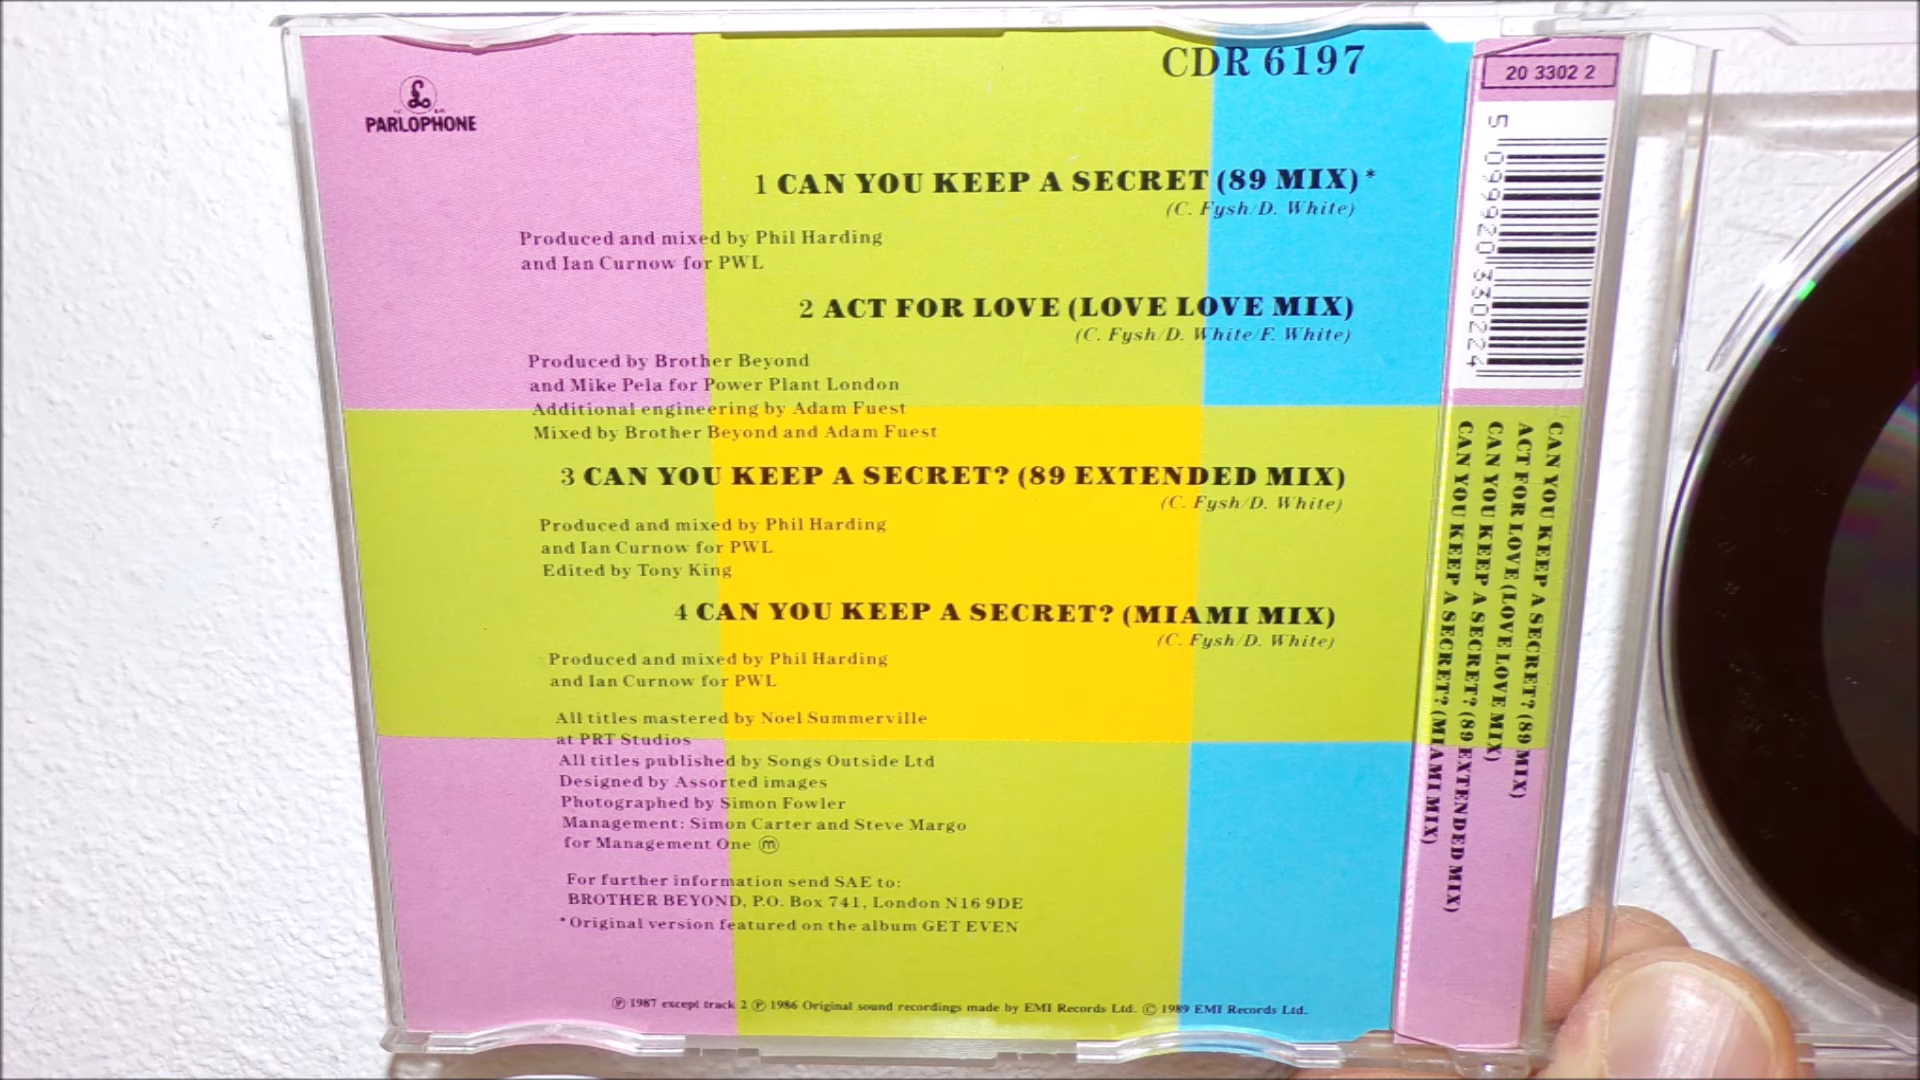 CDR 6197
20 3302 2
PARLOPHONE
1 CAN YOU KEEP A SECRET (89 MIX)*
(C. Fysh/D. White)
Produced and mixed by Phil Harding
and Ian Curnow for PWL
2 ACT FOR LOVE (LOVE LOVE MIX)
(C. Fysh/D. White/F. White)
Produced by Brother Beyond
and Mike Pela for Power Plant London
Additional engineering by Adam Fuest
Mixed by Brother Beyond and Adam Fuest
3 CAN YOU KEEP A SECRET? (89 EXTENDED MIX)
(C. Fysh/D. White)
Produced and mixed by Phil Harding
and Ian Curnow for PWL
Edited by Tony King
4 CAN YOU KEEP A SECRET? (MIAMI MIX)
(C. Fysh/D. White)
Produced and mixed by Phil Harding
and Ian Curnow for PWL
All titles mastered by Noel Summerville
at PRT Studios
All titles published by Songs Outside Ltd
Designed by Assorted images
Photographed by Simon Fowler
Management: Simon Carter and Steve Margo
for Management One ⓜ
For further information send SAE to:
BROTHER BEYOND, P.O. Box 741, London N16 9DE
*Original version featured on the album GET EVEN
℗ 1987 except track 2 ℗ 1986 Original sound recordings made by EMI Records Ltd. © 1989 EMI Records Ltd.
5 099920 330224
CAN YOU KEEP A SECRET? (89 MIX)
ACT FOR LOVE (LOVE LOVE MIX)
CAN YOU KEEP A SECRET? (89 EXTENDED MIX)
CAN YOU KEEP A SECRET? (MIAMI MIX)